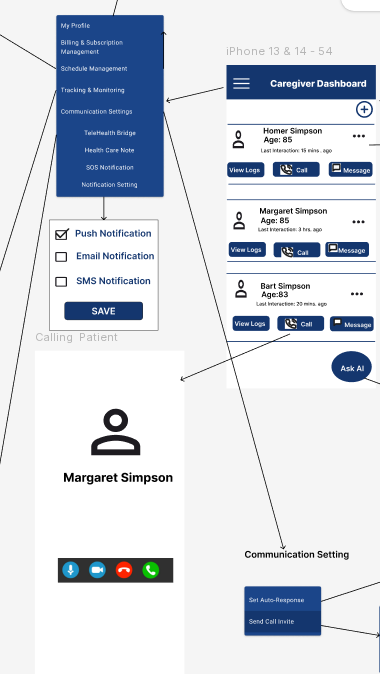 My Profile
Billing & Subscription
Management
Schedule Management
Tracking & Monitoring
Communication Settings
TeleHealth Bridge
Health Care Note
SOS Notification
Notification Setting
Push Notification
Email Notification
SMS Notification
SAVE
Calling Patient
Margaret Simpson
iPhone 13 & 14 - 54
Caregiver Dashboard
Homer Simpson
Age: 85
Last Interaction: 15 mins . ago
View Logs
Call
Message
Margaret Simpson
Age: 85
Last Interaction: 3 hrs. ago
View Logs
Call
Message
Bart Simpson
Age:83
Last Interaction: 20 mins. ago
View Logs
Call
Message
Ask AI
Communication Setting
Set Auto-Response
Send Call Invite